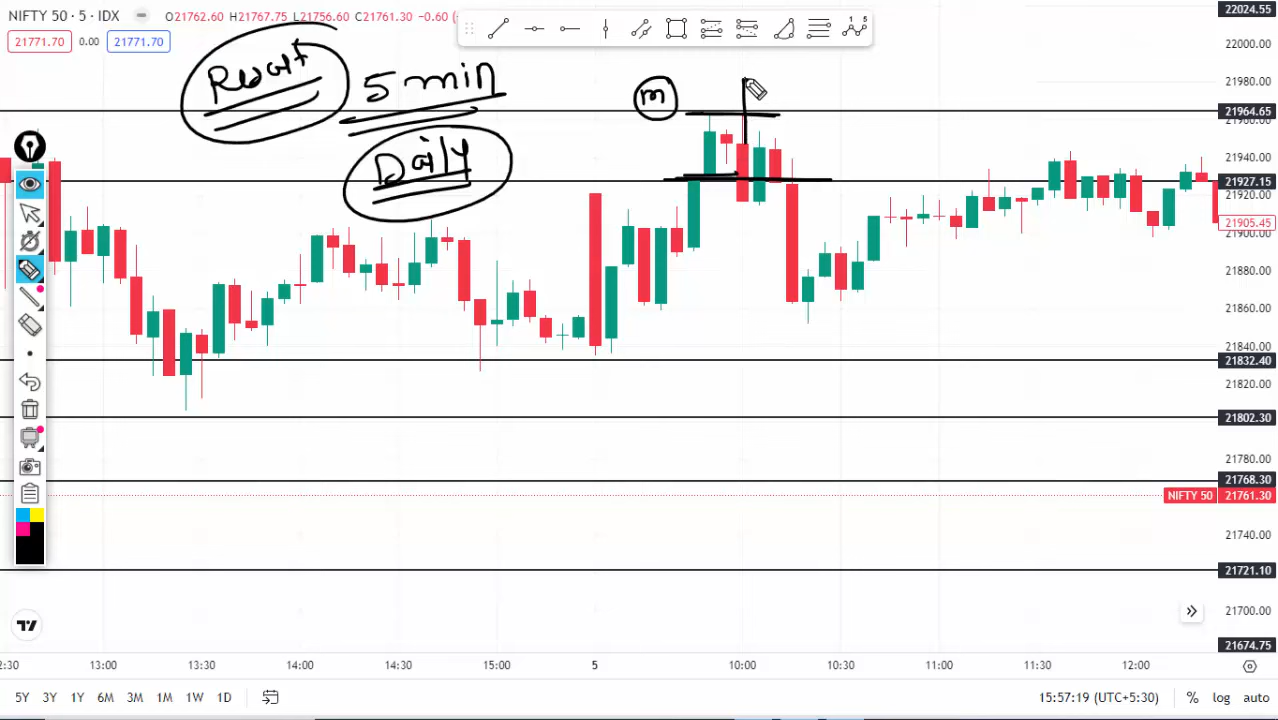 NIFTY 50 · 5 · IDX O21762.60 H21767.75 L21756.60 C21761.30 -0.60
21771.70 0.00 21771.70
5 min
Daily
m
22024.55
22000.00
21980.00
21964.65
21960.00
21940.00
21927.15
21920.00
21905.45
21900.00
21880.00
21860.00
21840.00
21832.40
21820.00
21802.30
21780.00
21768.30
NIFTY 50 21761.30
21740.00
21721.10
21700.00
21674.75
2:30 13:00 13:30 14:00 14:30 15:00 5 10:00 10:30 11:00 11:30 12:00
5Y 3Y 1Y 6M 3M 1M 1W 1D 15:57:19 (UTC+5:30) % log auto